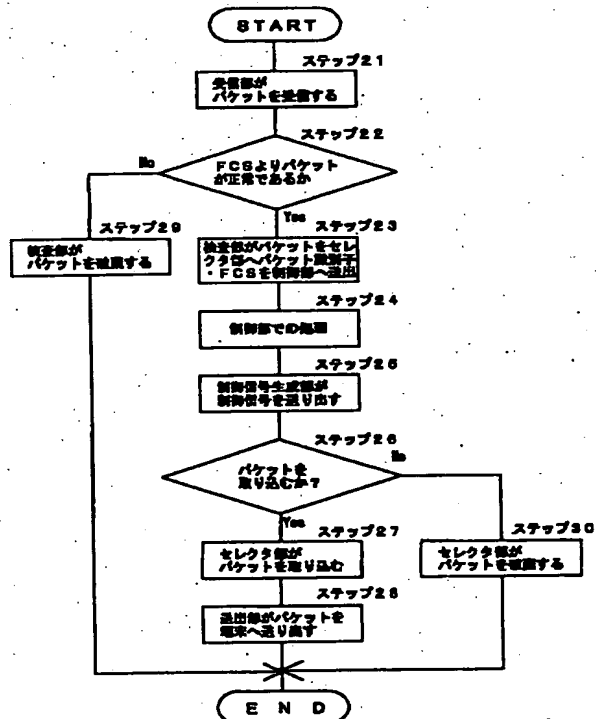 START
ステップ21
受信部が
パケットを受信する
ステップ22
FCSよりパケット
が正常であるか
No
Yes
ステップ29
検査部が
パケットを破棄する
ステップ23
検査部がパケットをセレ
クタ部へパケット識別子
・FCSを制御部へ送出
ステップ24
制御部での処理
ステップ25
制御信号生成部が
制御信号を送り出す
ステップ26
パケットを
取り込むか?
No
Yes
ステップ27
セレクタ部が
パケットを取り込む
ステップ30
セレクタ部が
パケットを破棄する
ステップ28
送出部がパケットを
端末へ送り出す
END